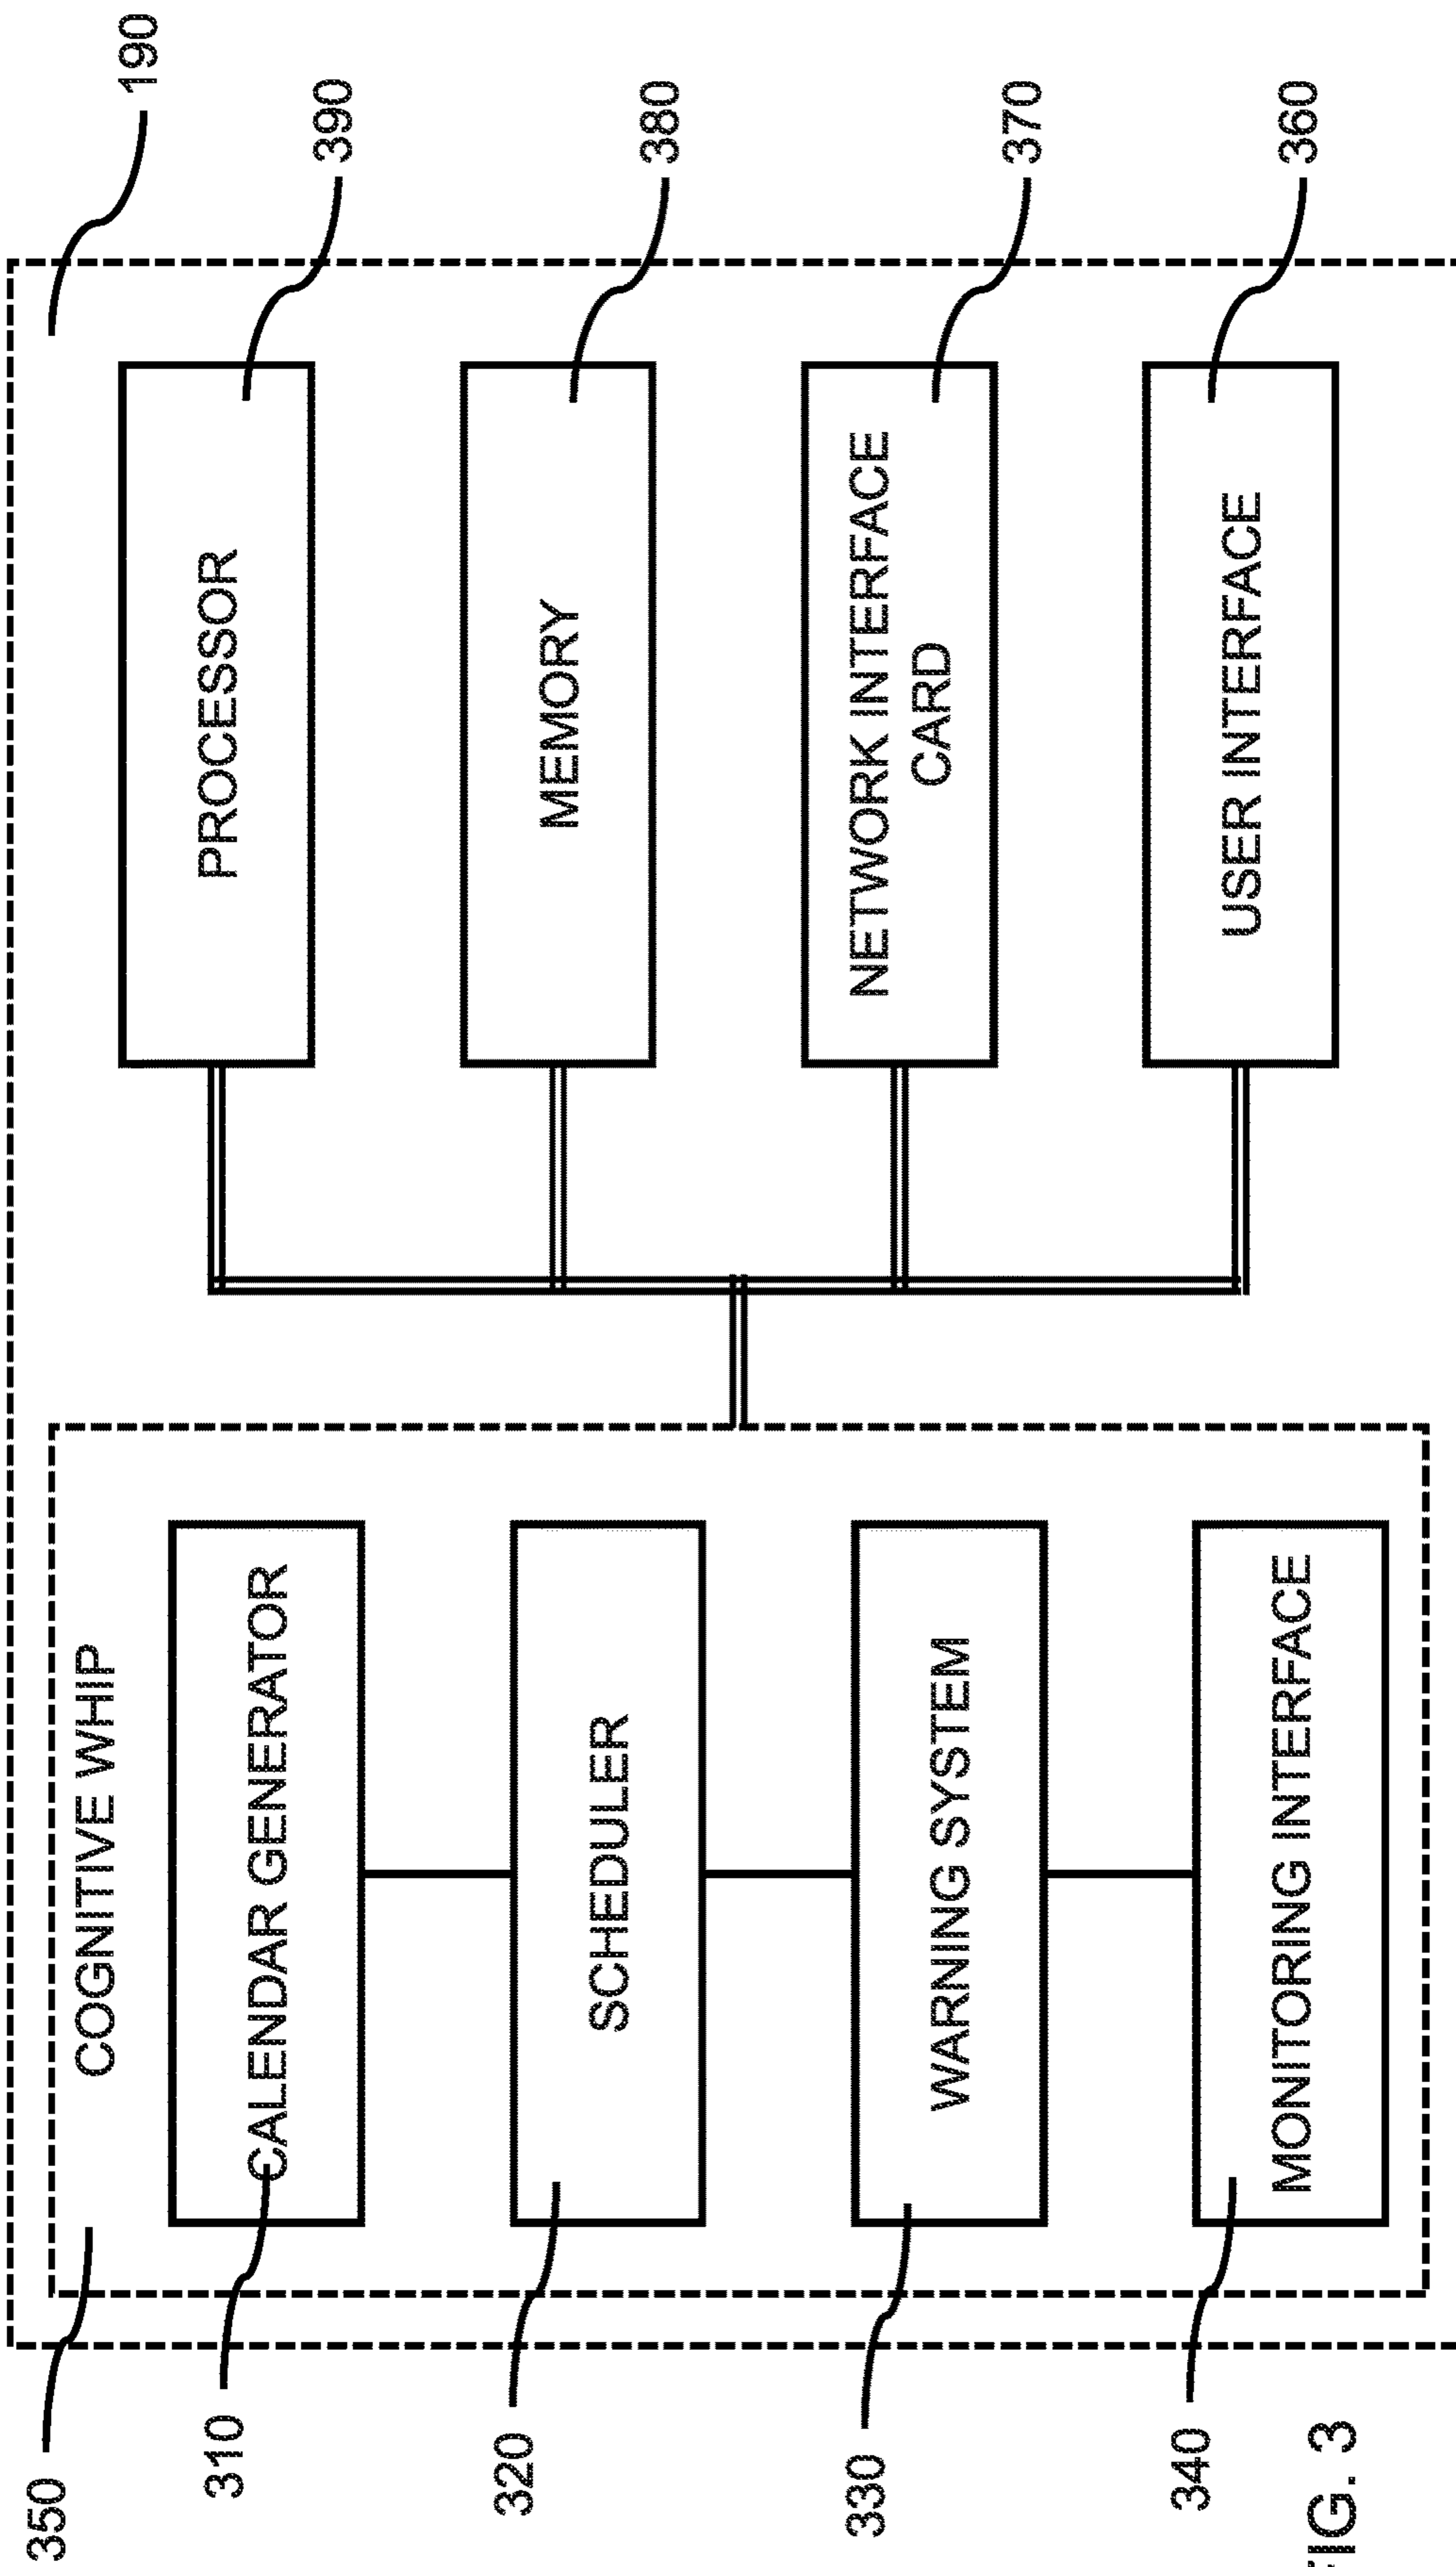 190
350
COGNITIVE WHIP
310
CALENDAR GENERATOR
PROCESSOR
390
320
SCHEDULER
MEMORY
380
330
WARNING SYSTEM
NETWORK INTERFACE
CARD
370
340
MONITORING INTERFACE
USER INTERFACE
360
FIG. 3